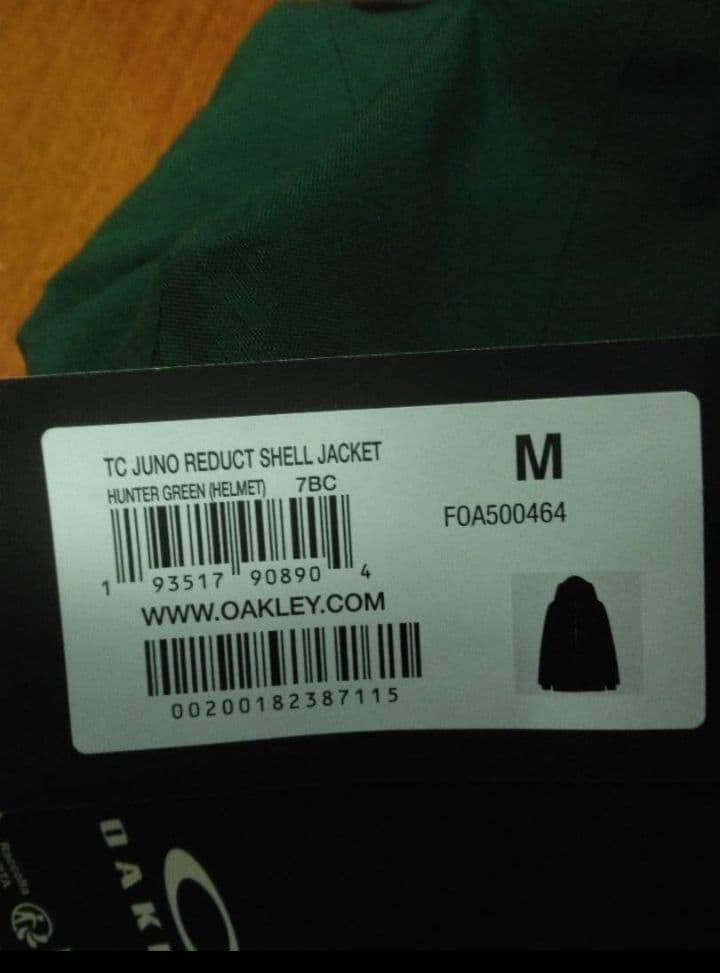 TC JUNO REDUCT SHELL JACKET
HUNTER GREEN (HELMET) 7BC
M
FOA500464
1 93517 90890 4
WWW.OAKLEY.COM
00200182387115
OAK
Raccolta